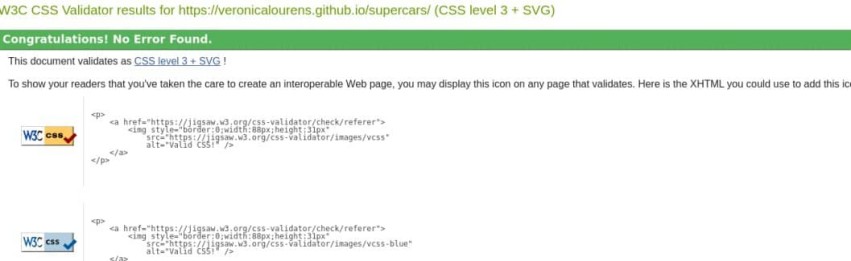 W3C CSS Validator results for https://veronicalourens.github.io/supercars/ (CSS level 3 + SVG)
Congratulations! No Error Found.
This document validates as CSS level 3 + SVG !
To show your readers that you've taken the care to create an interoperable Web page, you may display this icon on any page that validates. Here is the XHTML you could use to add this
W3C css
<p>
<a href="https://jigsaw.w3.org/css-validator/check/referer">
<img style="border:0;width:88px;height:31px"
src="https://jigsaw.w3.org/css-validator/images/vcss"
alt="Valid CSS!" />
</a>
</p>
W3C css
<p>
<a href="https://jigsaw.w3.org/css-validator/check/referer">
<img style="border:0;width:88px;height:31px"
src="https://jigsaw.w3.org/css-validator/images/vcss-blue"
alt="Valid CSS!" />
</a>